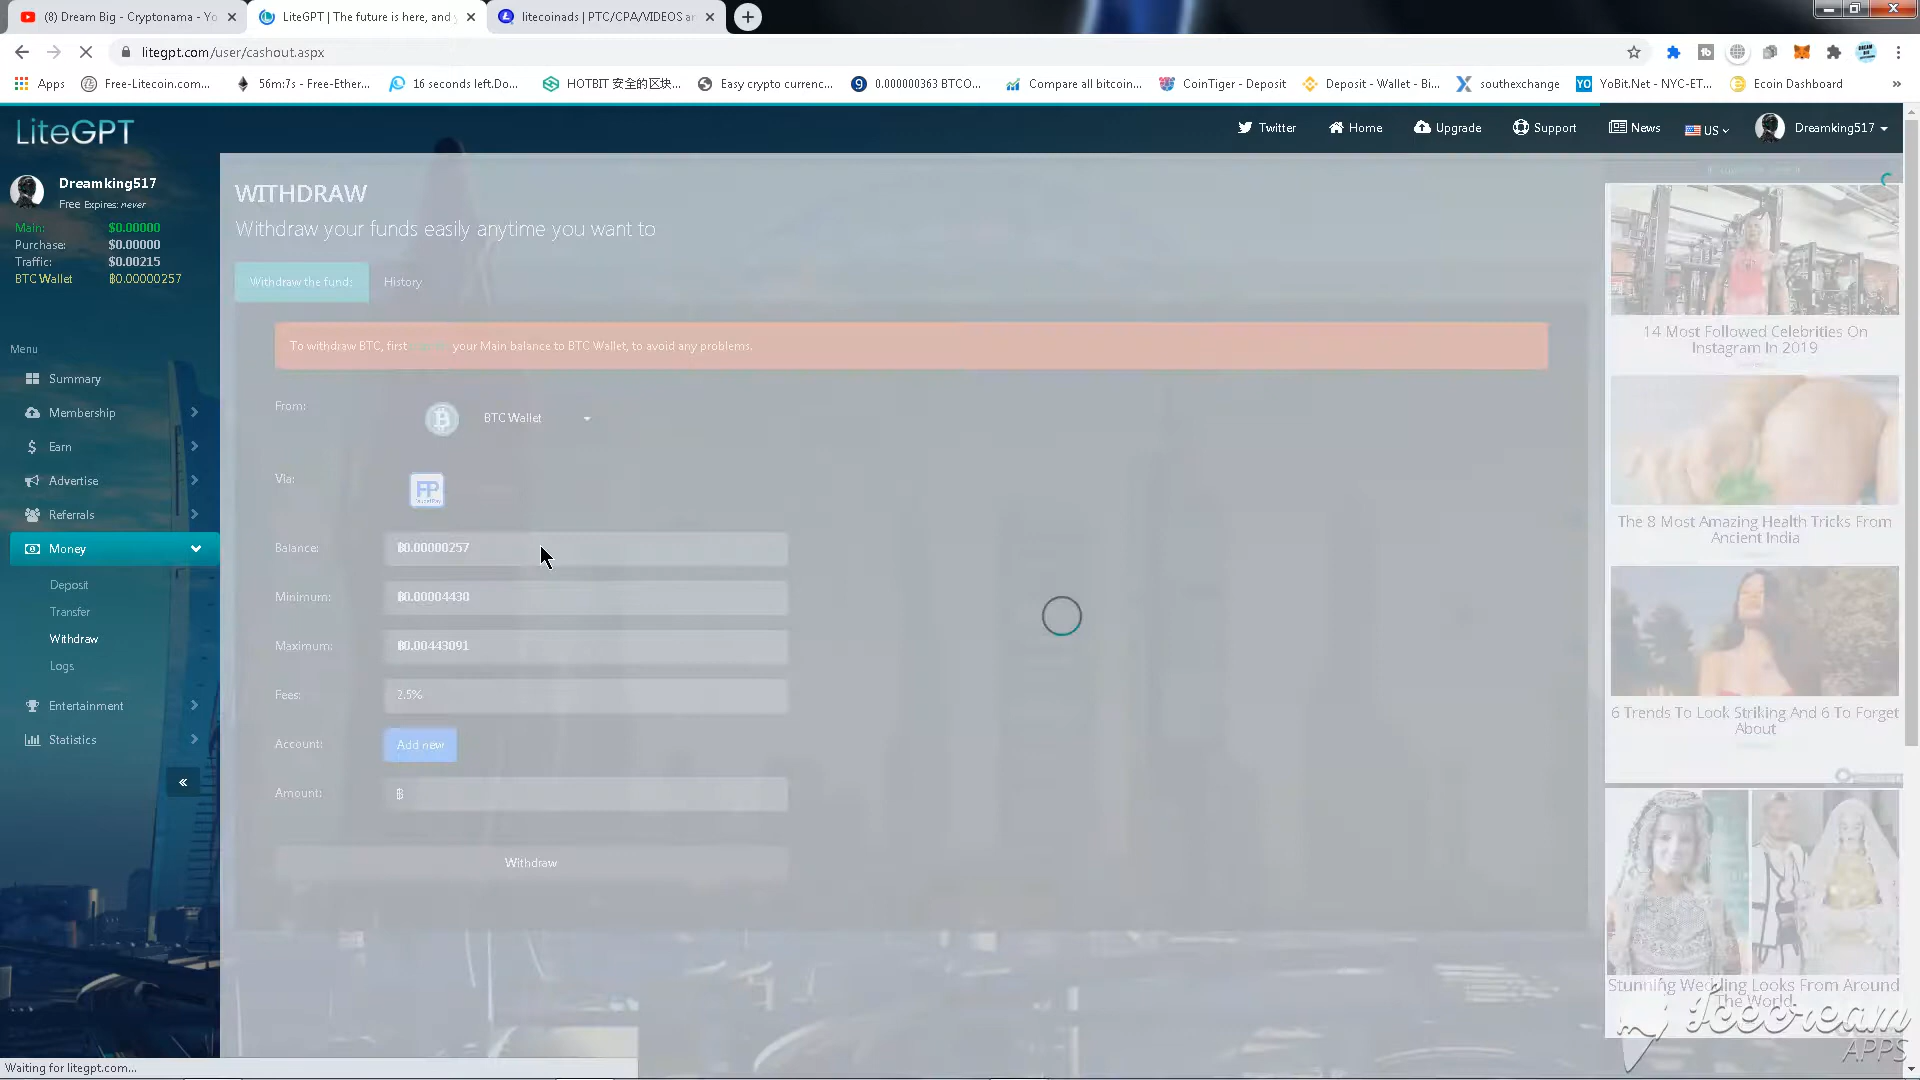 (8) Dream Big - Cryptonama - Yo
LiteGPT | The future is here, and y
litecoinads | PTC/CPA/VIDEOS an
litegpt.com/user/cashout.aspx
Apps
Free-Litecoin.com...
56m:7s - Free-Ether...
16 seconds left.Do...
HOTBIT 安全的区块...
Easy crypto currenc...
0.000000363 BTCO...
Compare all bitcoin...
CoinTiger - Deposit
Deposit - Wallet - Bi...
southexchange
YoBit.Net - NYC-ET...
Ecoin Dashboard
»
LiteGPT
Twitter
Home
Upgrade
Support
News
US
Dreamking517
Dreamking517
Free Expires: never
Main: $0.00000
Purchase: $0.00000
Traffic: $0.00215
BTC Wallet ฿0.00000257
Menu
Summary
Membership
Earn
Advertise
Referrals
Money
Deposit
Transfer
Withdraw
Logs
Entertainment
Statistics
«
WITHDRAW
Withdraw your funds easily anytime you want to
Withdraw the funds
History
To withdraw BTC, first your Main balance to BTC Wallet, to avoid any problems.
From: BTC Wallet
Via: FP
Balance: ฿0.00000257
Minimum: ฿0.00004430
Maximum: ฿0.00443091
Fees: 2.5%
Account: Add new
Amount: ฿
Withdraw
14 Most Followed Celebrities On
Instagram In 2019
The 8 Most Amazing Health Tricks From
Ancient India
6 Trends To Look Striking And 6 To Forget
About
Stunning Wedding Looks From Around
The World
Icecream
APPS
Waiting for litegpt.com...